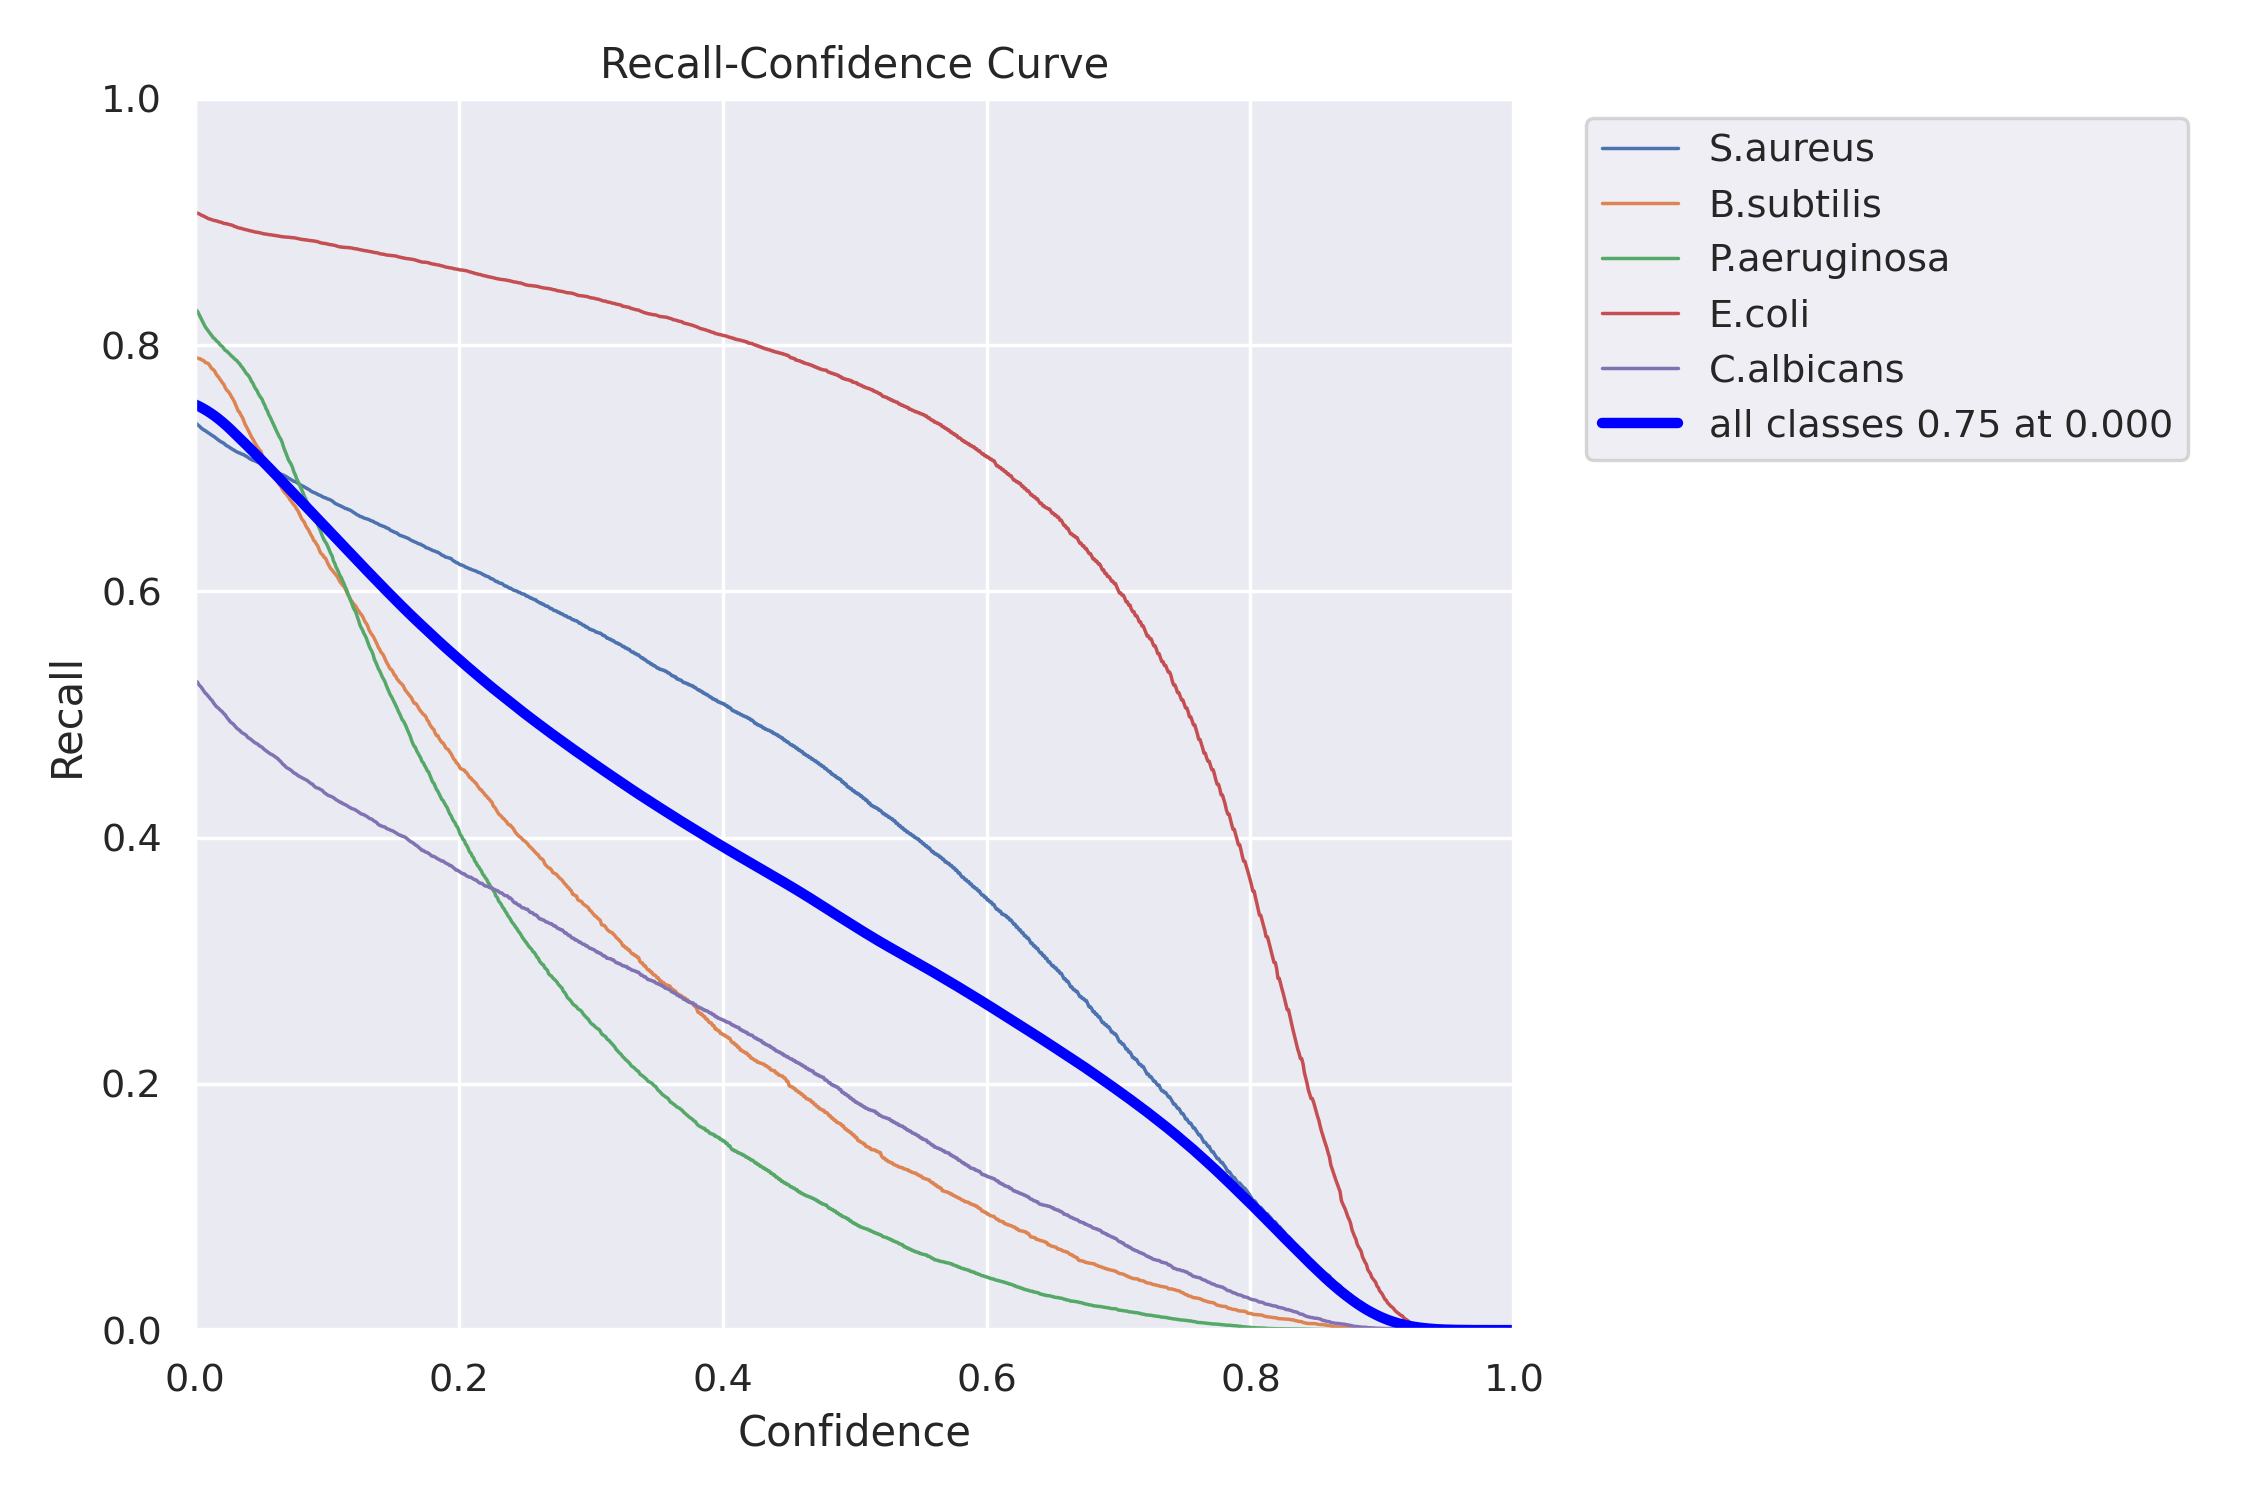 Recall-Confidence Curve
1.0
0.8
0.6
0.4
0.2
0.0
Recall
0.0 0.2 0.4 0.6 0.8 1.0
Confidence
S.aureus
B.subtilis
P.aeruginosa
E.coli
C.albicans
all classes 0.75 at 0.000